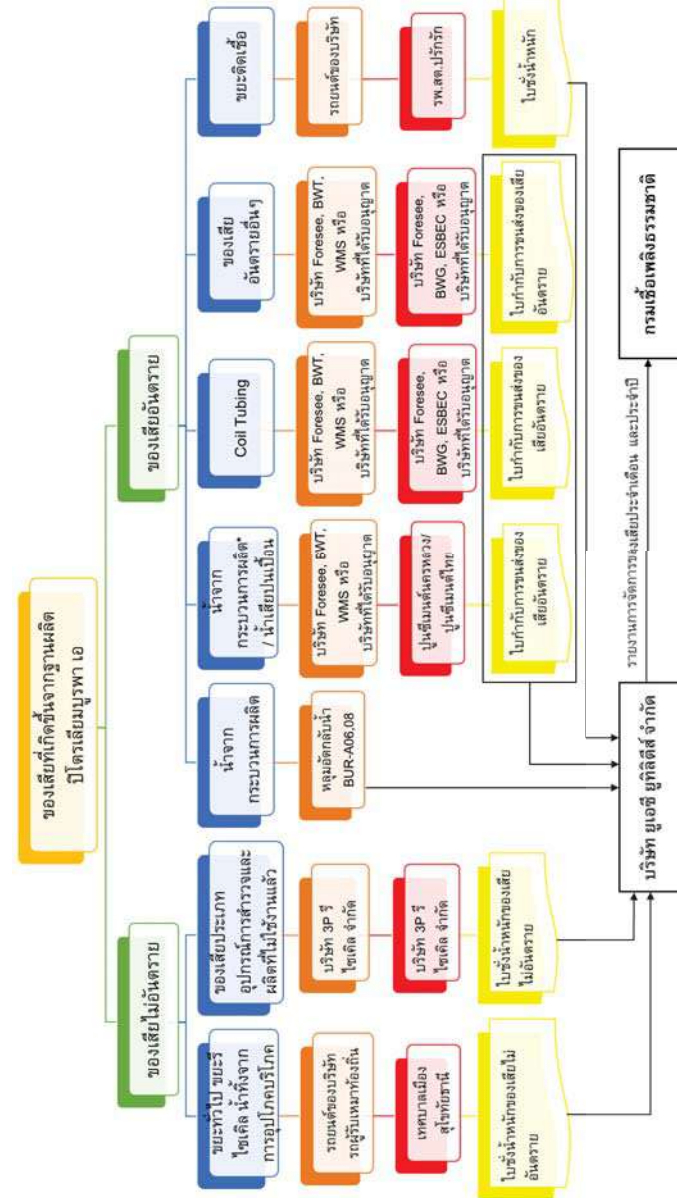 ของเสียที่เกิดขึ้นจากฐานผลิต
ปิโตรเลียมบูรพา เอ
ของเสียไม่อันตราย
ของเสียอันตราย
ขยะทั่วไป ขยะรี
ไซเคิล น้ำทิ้งจาก
การอุปโภคบริโภค
ของเสียประเภท
อุปกรณ์การสำรวจและ
ผลิตที่ไม่ใช้งานแล้ว
น้ำจาก
กระบวนการผลิต
น้ำจาก
กระบวนการผลิต*
/ น้ำเสียปนเปื้อน
Coil Tubing
ของเสีย
อันตรายอื่นๆ
ขยะติดเชื้อ
รถยนต์ของบริษัท
รถผู้รับเหมาท้องถิ่น
บริษัท 3P รี
ไซเคิล จำกัด
หลุมอัดกลับน้ำ
BUR-A06,08
บริษัท Foresee, BWT,
WMS หรือ
บริษัทที่ได้รับอนุญาต
บริษัท Foresee, BWT,
WMS หรือ
บริษัทที่ได้รับอนุญาต
บริษัท Foresee, BWT,
WMS หรือ
บริษัทที่ได้รับอนุญาต
รถยนต์ของบริษัท
เทศบาลเมือง
สุโขทัยธานี
บริษัท 3P รี
ไซเคิล จำกัด
ปูนซีเมนต์นครหลวง/
ปูนซีเมนต์ไทย
บริษัท Foresee,
BWG, ESBEC หรือ
บริษัทที่ได้รับอนุญาต
บริษัท Foresee,
BWG, ESBEC หรือ
บริษัทที่ได้รับอนุญาต
รพ.สต.ปรักรัก
ใบชั่งน้ำหนักของเสียไม่
อันตราย
ใบชั่งน้ำหนักของเสีย
ไม่อันตราย
ใบกำกับการขนส่งของ
เสียอันตราย
ใบกำกับการขนส่งของ
เสียอันตราย
ใบกำกับการขนส่งของเสีย
อันตราย
ใบชั่งน้ำหนัก
บริษัท ยูเอซี ยูทิลิตีส์ จำกัด
รายงานการจัดการของเสียประจำเดือน และประจำปี
กรมเชื้อเพลิงธรรมชาติ